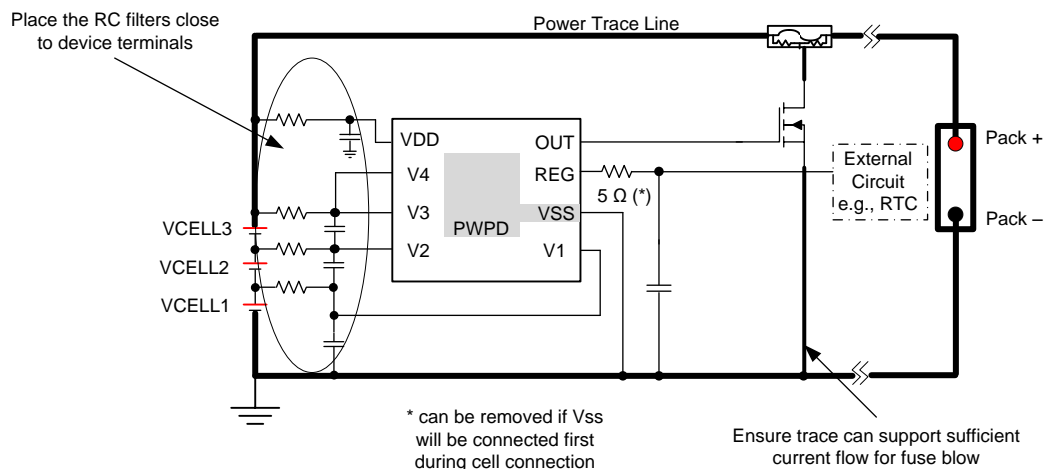 Place the RC filters close
to device terminals
Power Trace Line
VDD
OUT
Pack +
V4
REG
External
Circuit
e.g., RTC
5 Ω (*)
V3
VSS
Pack –
VCELL3
PWPD
V2
V1
VCELL2
VCELL1
* can be removed if Vss
will be connected first
during cell connection
Ensure trace can support sufficient
current flow for fuse blow